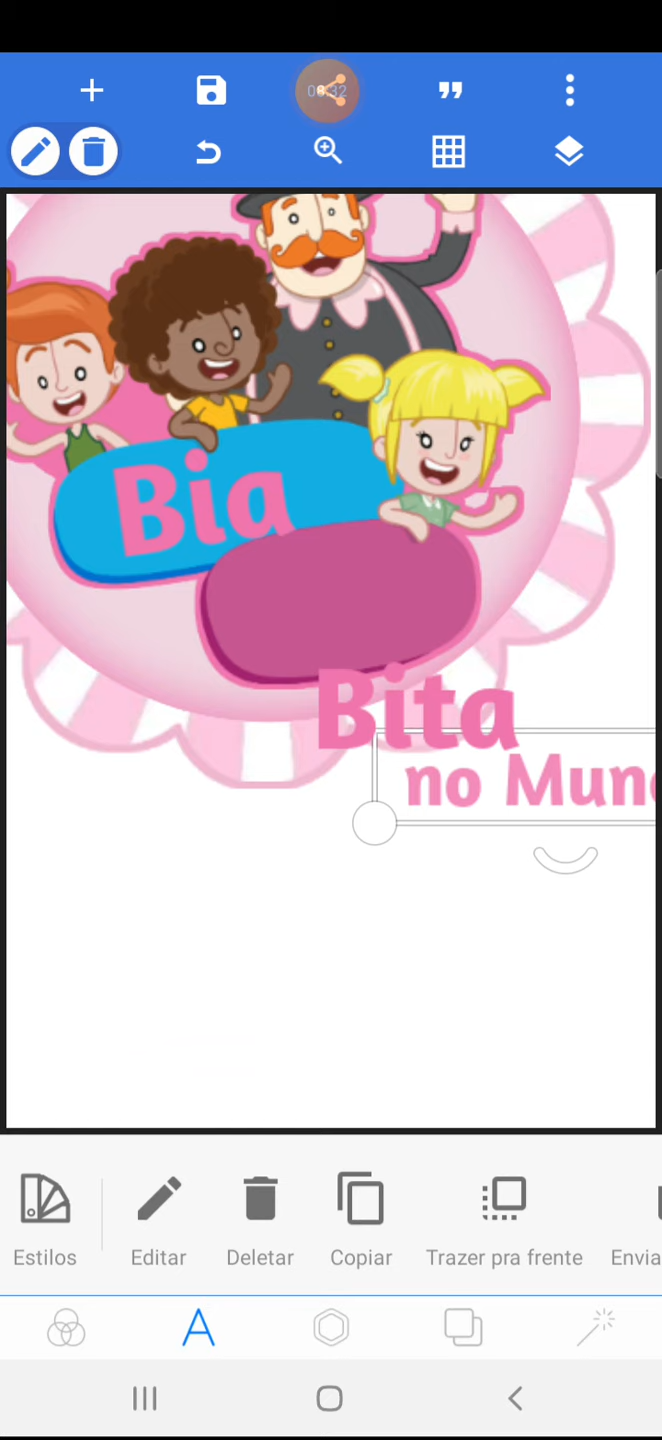 Bia
Bita
no Mun
Estilos
Editar
Deletar
Copiar
Trazer pra frente
Envia